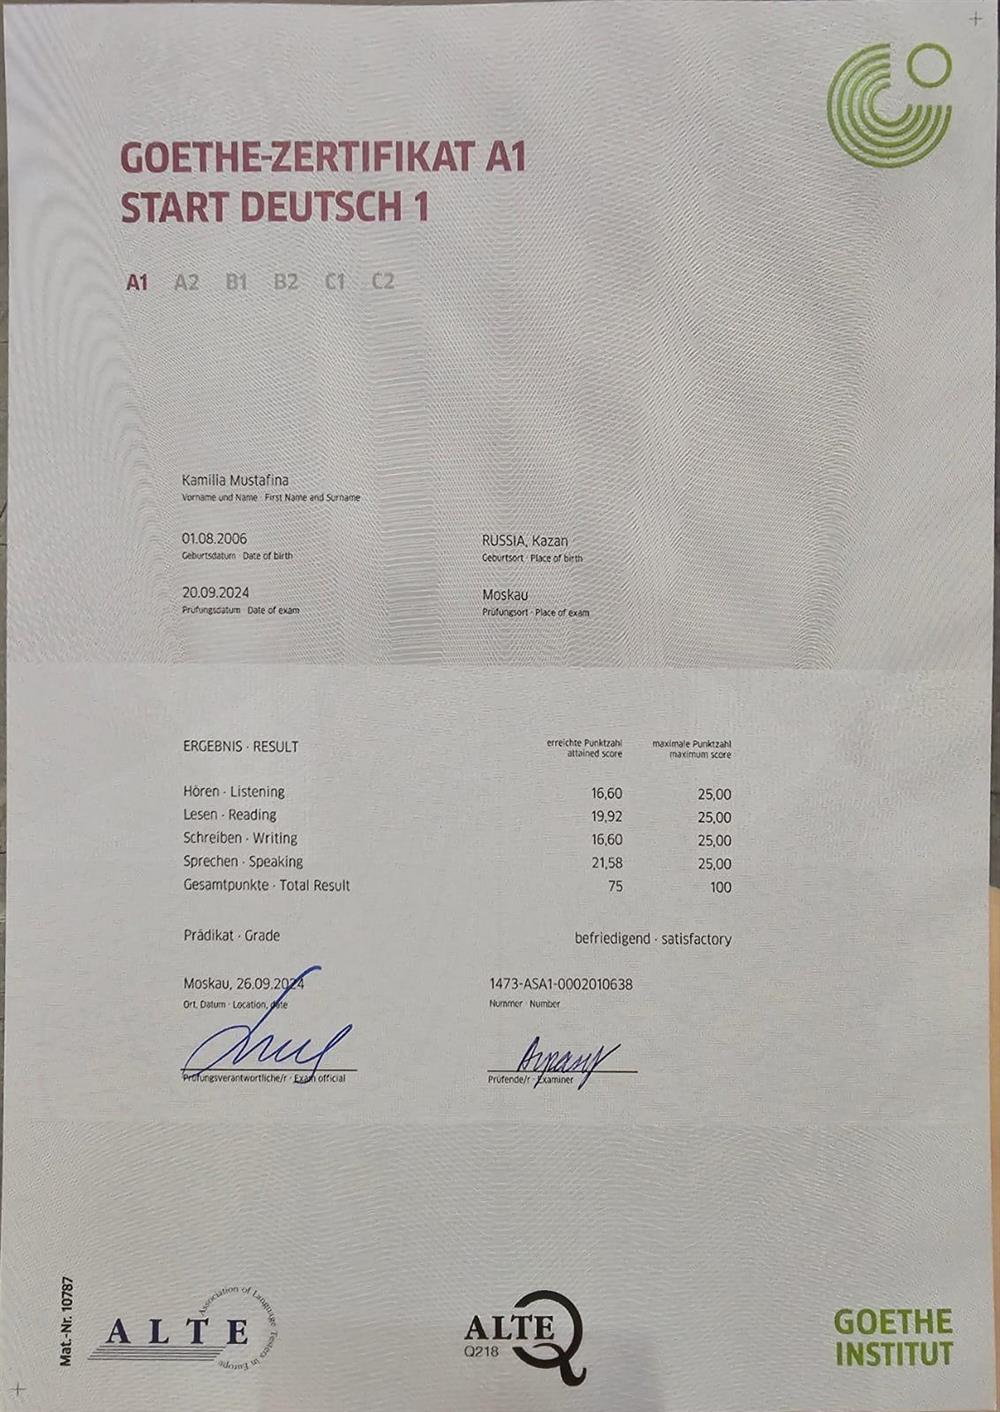 GOETHE-ZERTIFIKAT A1
START DEUTSCH 1
A1 A2 B1 B2 C1 C2
Kamilia Mustafina
Vorname und Name · First Name and Surname
01.08.2006
Geburtsdatum · Date of birth
RUSSIA, Kazan
Geburtsort · Place of birth
20.09.2024
Prüfungsdatum · Date of exam
Moskau
Prüfungsort · Place of exam
ERGEBNIS · RESULT
erreichte Punktzahl
attained score
maximale Punktzahl
maximum score
Hören · Listening 16,60 25,00
Lesen · Reading 19,92 25,00
Schreiben · Writing 16,60 25,00
Sprechen · Speaking 21,58 25,00
Gesamtpunkte · Total Result 75 100
Prädikat · Grade befriedigend · satisfactory
Moskau, 26.09.2024
Ort, Datum · Location, date
1473-ASA1-0002010638
Nummer · Number
Prüfungsverantwortliche/r · Exam official
Prüfende/r · Examiner
Mat.-Nr. 10787
ALTE
Association of Language Testers in Europe
ALTE
Q218
GOETHE
INSTITUT